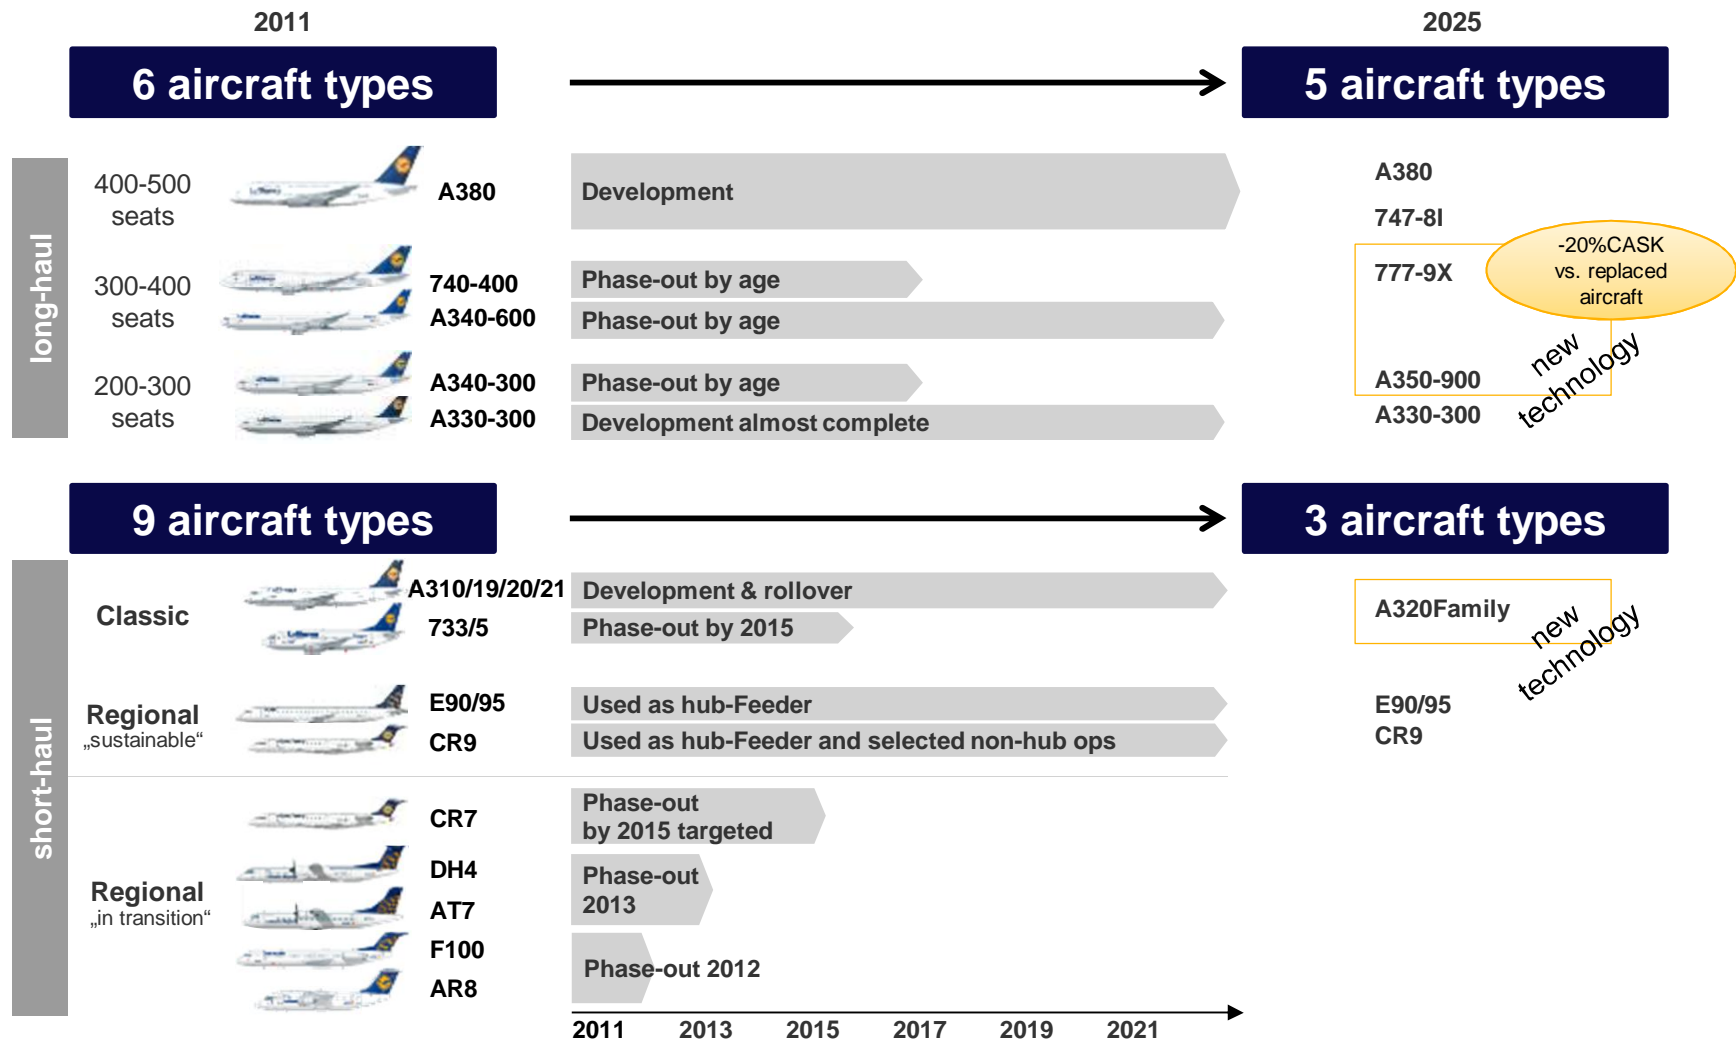 2011
2025
6 aircraft types
5 aircraft types
long-haul
400-500
seats
A380
Development
A380
747-8I
300-400
seats
740-400
Phase-out by age
A340-600
Phase-out by age
777-9X
-20%CASK
vs. replaced
aircraft
new
technology
200-300
seats
A340-300
Phase-out by age
A330-300
Development almost complete
A350-900
A330-300
9 aircraft types
3 aircraft types
short-haul
Classic
A310/19/20/21
Development & rollover
733/5
Phase-out by 2015
A320Family
new
technology
Regional
„sustainable“
E90/95
Used as hub-Feeder
CR9
Used as hub-Feeder and selected non-hub ops
E90/95
CR9
Regional
„in transition“
CR7
Phase-out
by 2015 targeted
DH4
AT7
Phase-out
2013
F100
AR8
Phase-out 2012
2011 2013 2015 2017 2019 2021